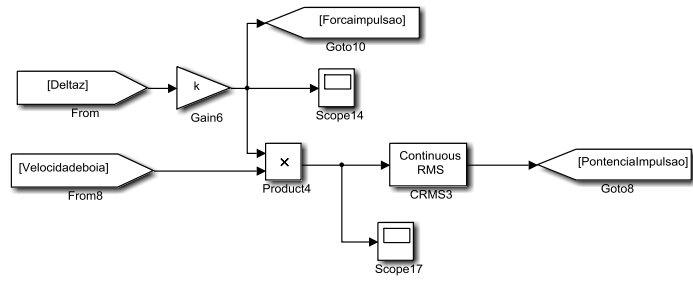 [Forcaimpulsao]
Goto10
[Deltaz]
From
k
Gain6
Scope14
[Velocidadeboia]
From8
×
Product4
Continuous
RMS
CRMS3
[PontenciaImpulsao]
Goto8
Scope17